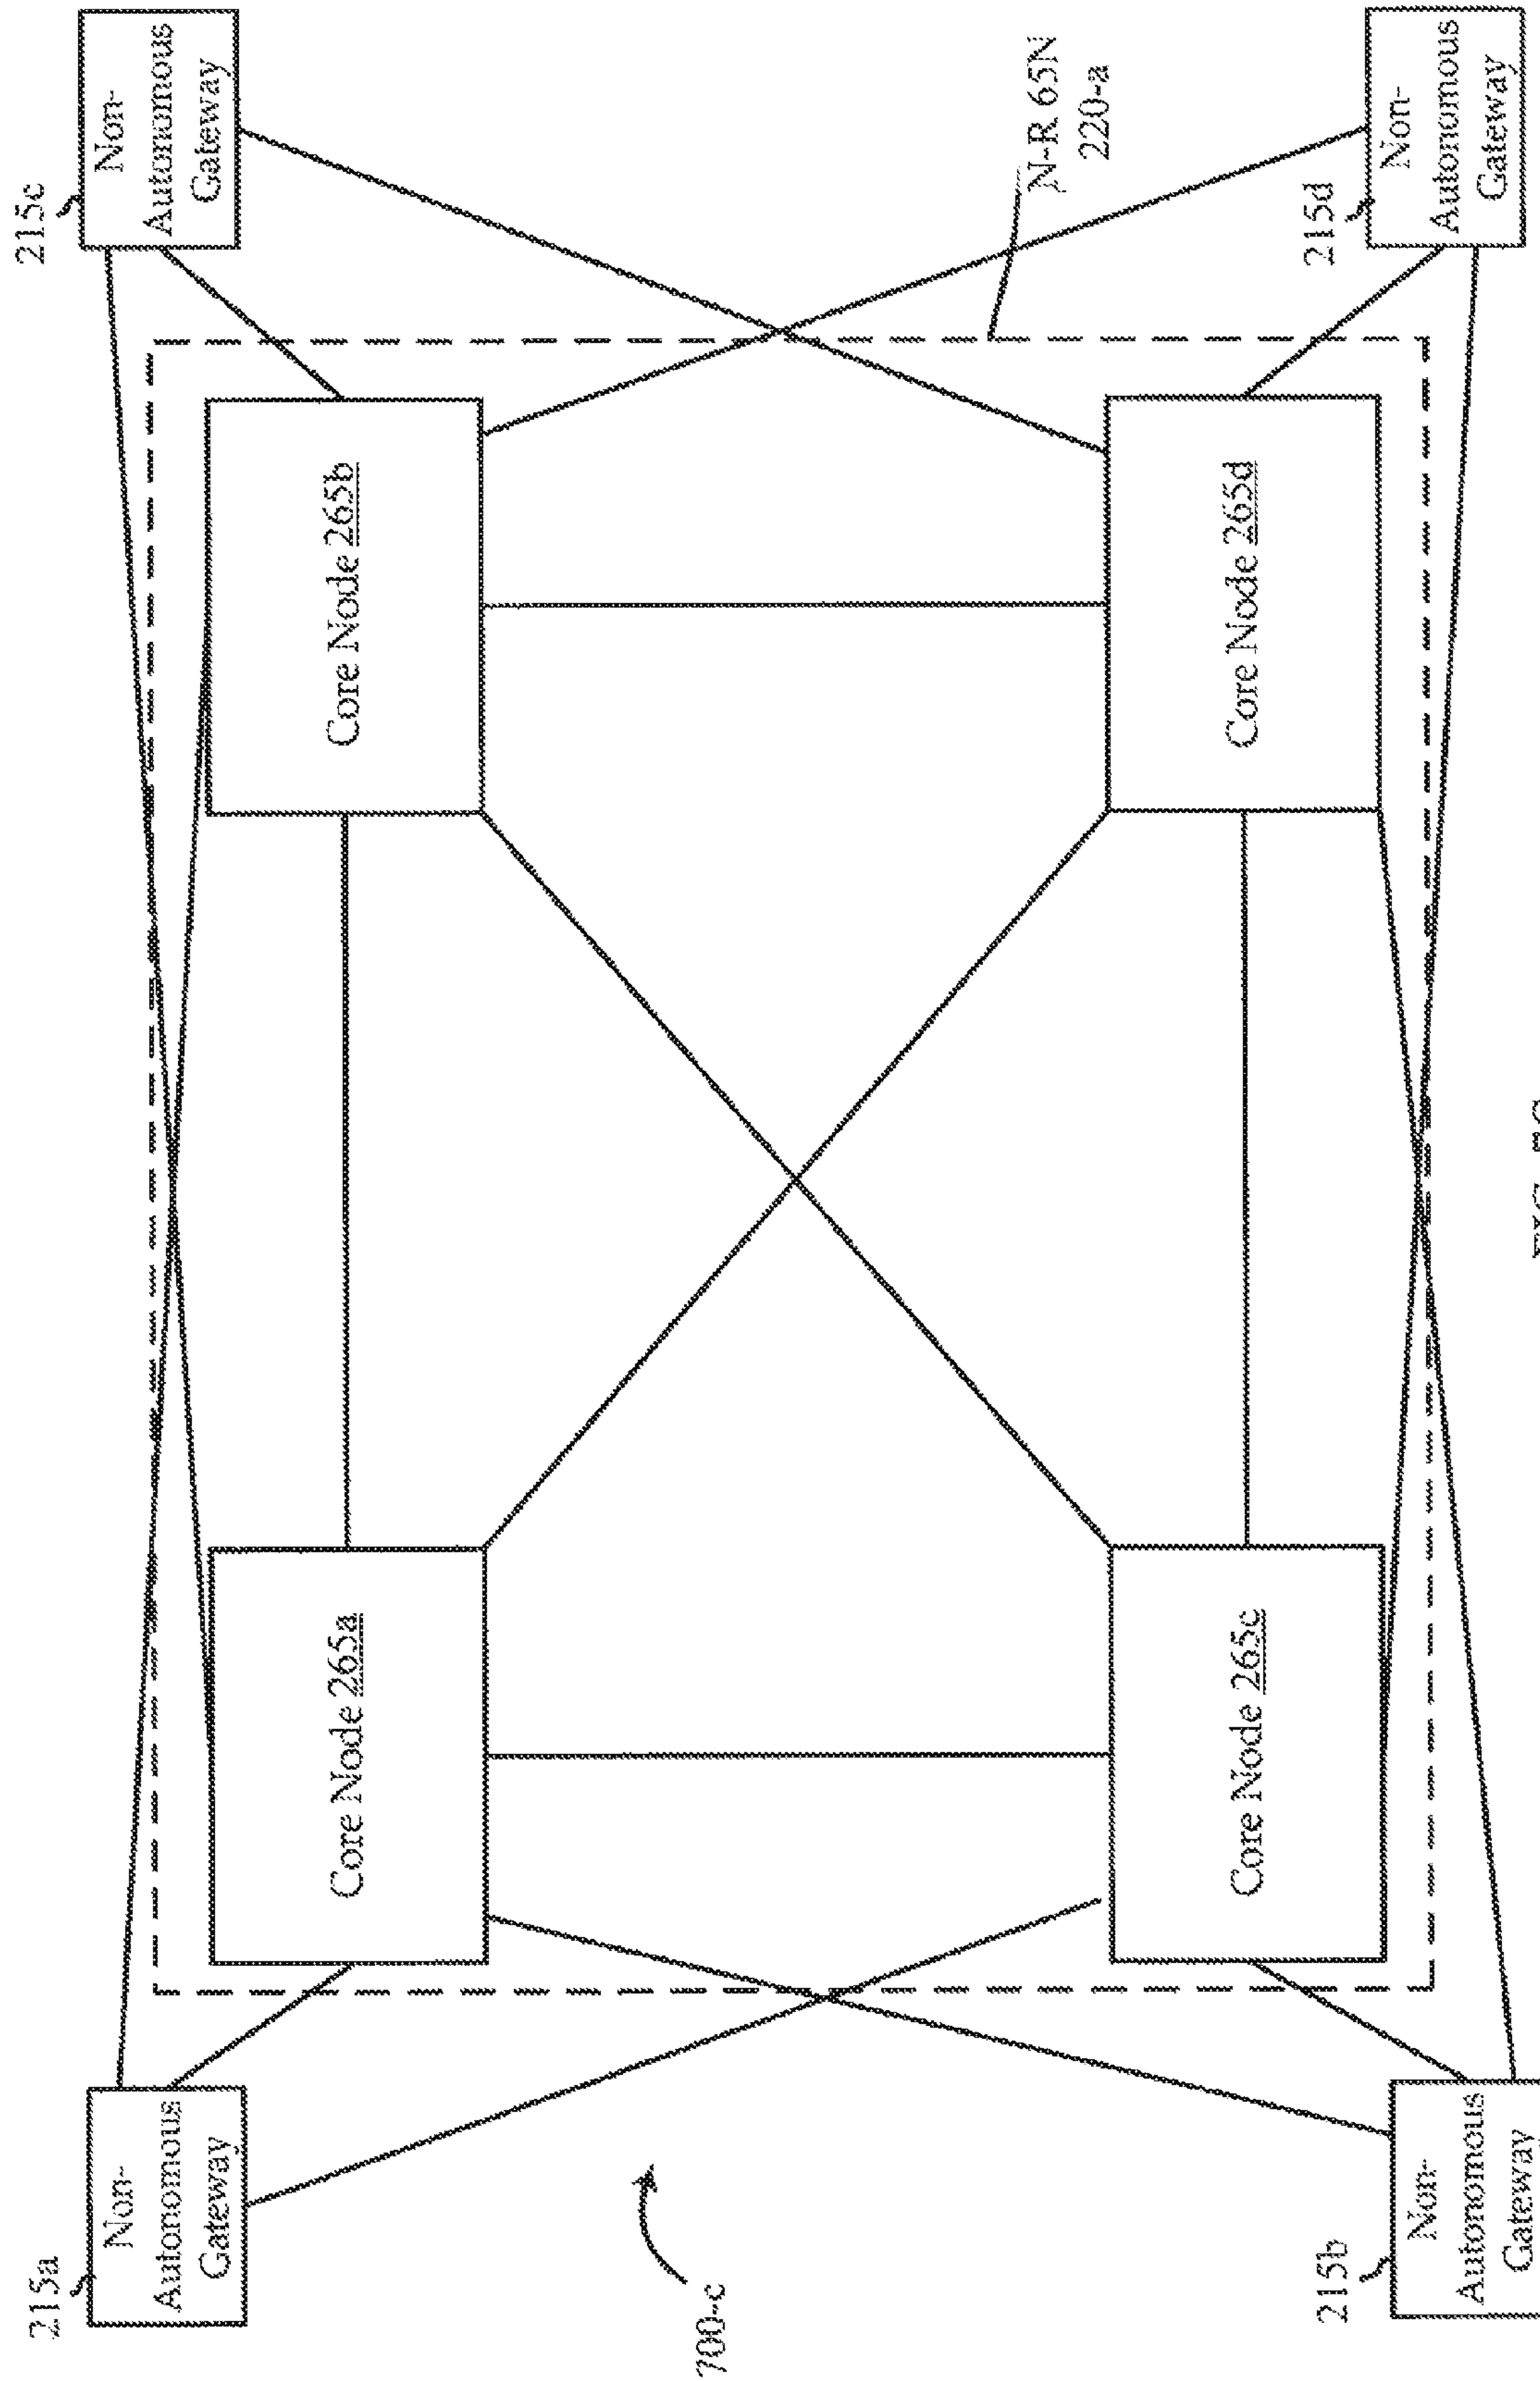 215a
Non-
Autonomous
Gateway
215c
Non-
Autonomous
Gateway
Core Node 265a
Core Node 265b
700-c
N-R 65N
220-a
Core Node 265c
Core Node 265d
215b
Non-
Autonomous
Gateway
215d
Non-
Autonomous
Gateway